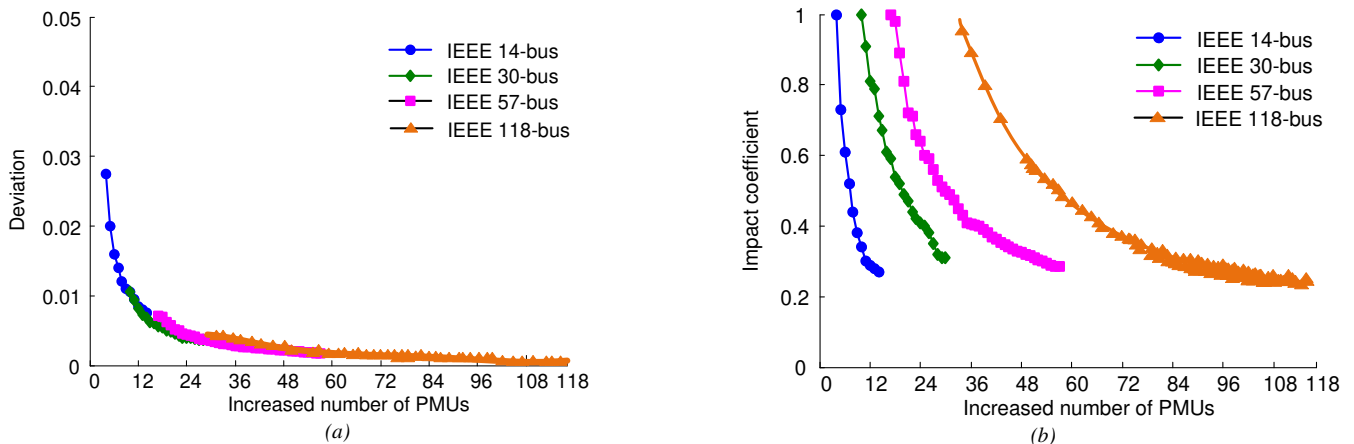 0.05
0.04
0.03
0.02
0.01
0
Deviation
IEEE 14-bus
IEEE 30-bus
IEEE 57-bus
IEEE 118-bus
0 12 24 36 48 60 72 84 96 108 118
Increased number of PMUs
(a)
1
0.8
0.6
0.4
0.2
0
Impact coefficient
IEEE 14-bus
IEEE 30-bus
IEEE 57-bus
IEEE 118-bus
0 12 24 36 48 60 72 84 96 108 118
Increased number of PMUs
(b)